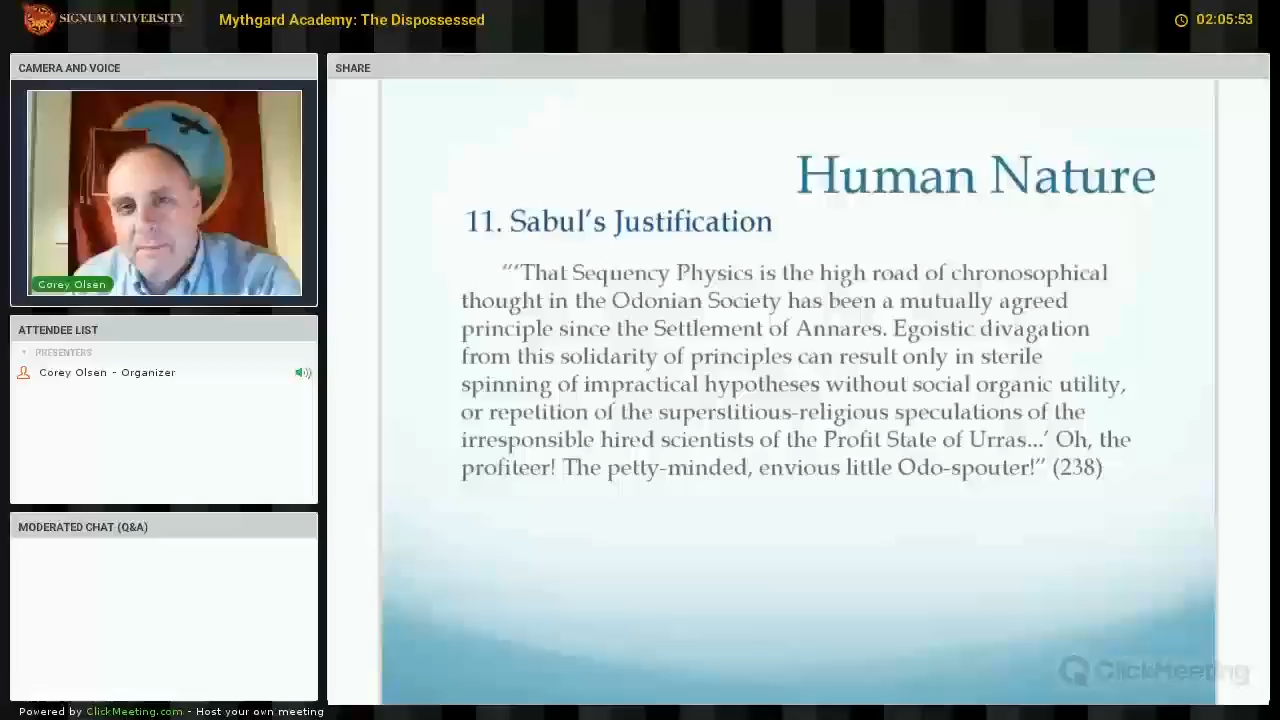 SIGNUM UNIVERSITY
Mythgard Academy: The Dispossessed
02:05:53
CAMERA AND VOICE
Corey Olsen
ATTENDEE LIST
PRESENTERS
Corey Olsen - Organizer
MODERATED CHAT (Q&A)
SHARE
Human Nature
11. Sabul's Justification
"'That Sequency Physics is the high road of chronosophical
thought in the Odonian Society has been a mutually agreed
principle since the Settlement of Annares. Egoistic divagation
from this solidarity of principles can result only in sterile
spinning of impractical hypotheses without social organic utility,
or repetition of the superstitious-religious speculations of the
irresponsible hired scientists of the Profit State of Urras...' Oh, the
profiteer! The petty-minded, envious little Odo-spouter!" (238)
ClickMeeting
Powered by ClickMeeting.com - Host your own meeting